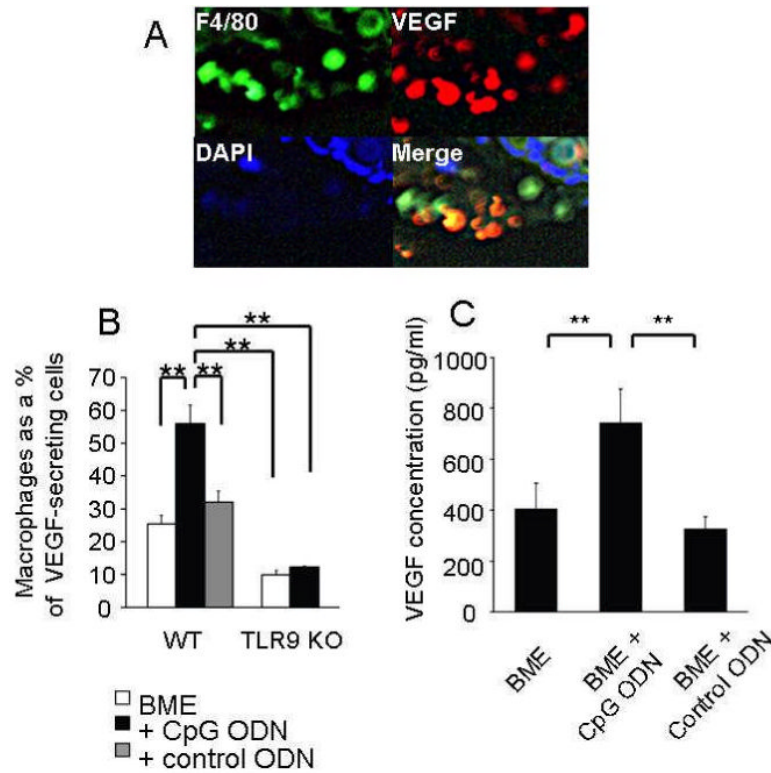 A
F4/80
VEGF
DAPI
Merge
B
Macrophages as a %
of VEGF-secreting cells
70
60
50
40
30
20
10
0
**
**
**
**
WT
TLR9 KO
BME
+ CpG ODN
+ control ODN
C
VEGF concentration (pg/ml)
1000
800
600
400
200
0
**
**
BME
BME +
CpG ODN
BME +
Control ODN